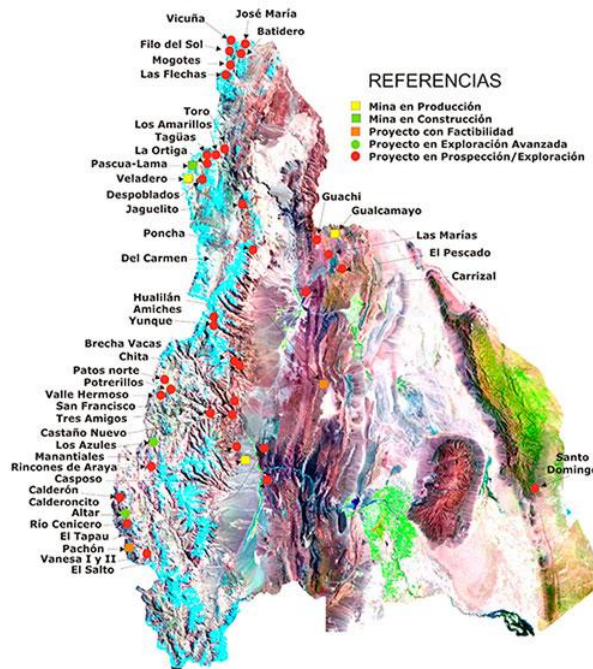 Vicuña
José María
Filo del Sol
Batidero
Mogotes
Las Flechas
REFERENCIAS
Mina en Producción
Mina en Construcción
Proyecto con Factibilidad
Proyecto en Exploración Avanzada
Proyecto en Prospección/Exploración
Toro
Los Amarillos
Tagüas
La Ortiga
Pascua-Lama
Veladero
Despoblados
Jaguelito
Poncha
Del Carmen
Guachi
Gualcamayo
Las Marías
El Pescado
Carrizal
Hualilán
Amiches
Yunque
Brecha Vacas
Chita
Patos norte
Potrerillos
Valle Hermoso
San Francisco
Tres Amigos
Castaño Nuevo
Los Azules
Manantiales
Rincones de Araya
Casposo
Calderón
Calderoncito
Altar
Río Cenicero
El Tapau
Pachón
Vanesa I y II
El Salto
Santo
Domingo